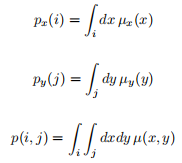 p_x(i) = ∫_i dx μ_x(x)
p_y(j) = ∫_j dy μ_y(y)
p(i, j) = ∫_i ∫_j dxdy μ(x, y)